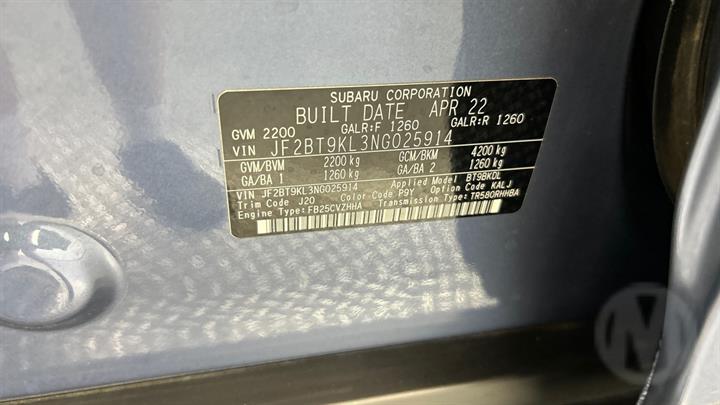 SUBARU CORPORATION
BUILT DATE APR 22
GVM 2200 GALR:F 1260 GALR:R 1260
VIN JF2BT9KL3NG025914
GVM/BVM 2200 kg GCM/BKM 4200 kg
GA/BA 1 1260 kg GA/BA 2 1260 kg
VIN JF2BT9KL3NG025914 Applied Model BT9BKDL
Trim Code J20 Color Code P9Y Option Code KALJ
Engine Type: FB25CVZHHA Transmission Type: TR580RHHBA
M